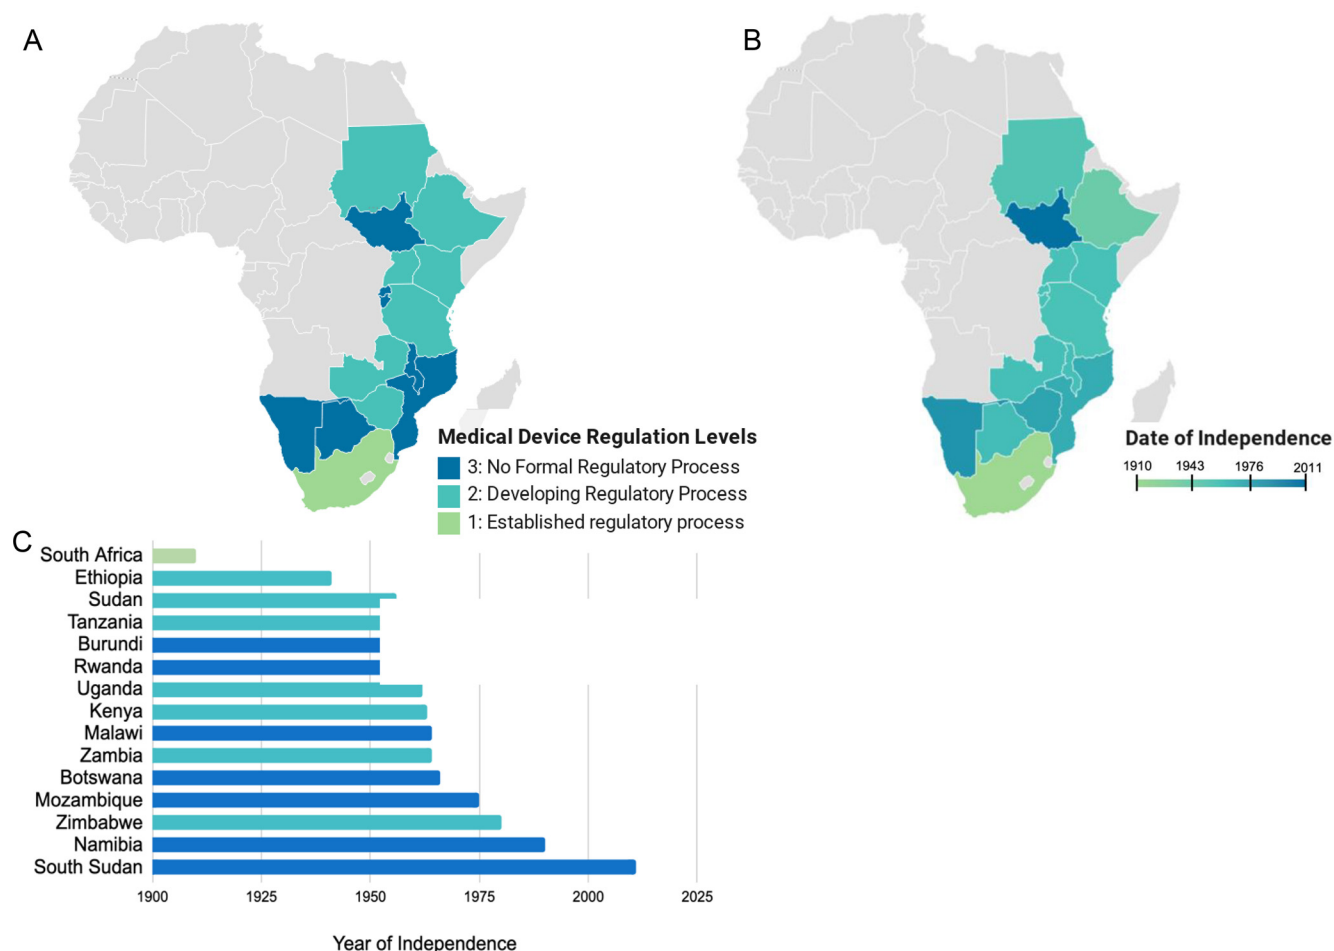 A
B
Medical Device Regulation Levels
3: No Formal Regulatory Process
2: Developing Regulatory Process
1: Established regulatory process
Date of Independence
1910 1943 1976 2011
C
South Africa
Ethiopia
Sudan
Tanzania
Burundi
Rwanda
Uganda
Kenya
Malawi
Zambia
Botswana
Mozambique
Zimbabwe
Namibia
South Sudan
1900 1925 1950 1975 2000 2025
Year of Independence